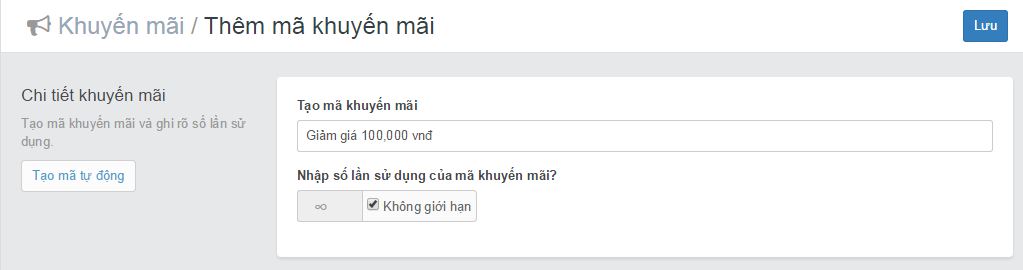 Khuyến mãi / Thêm mã khuyến mãi
Lưu
Chi tiết khuyến mãi
Tạo mã khuyến mãi và ghi rõ số lần sử
dụng.
Tạo mã tự động
Tạo mã khuyến mãi
Giảm giá 100,000 vnđ
Nhập số lần sử dụng của mã khuyến mãi?
∞
Không giới hạn